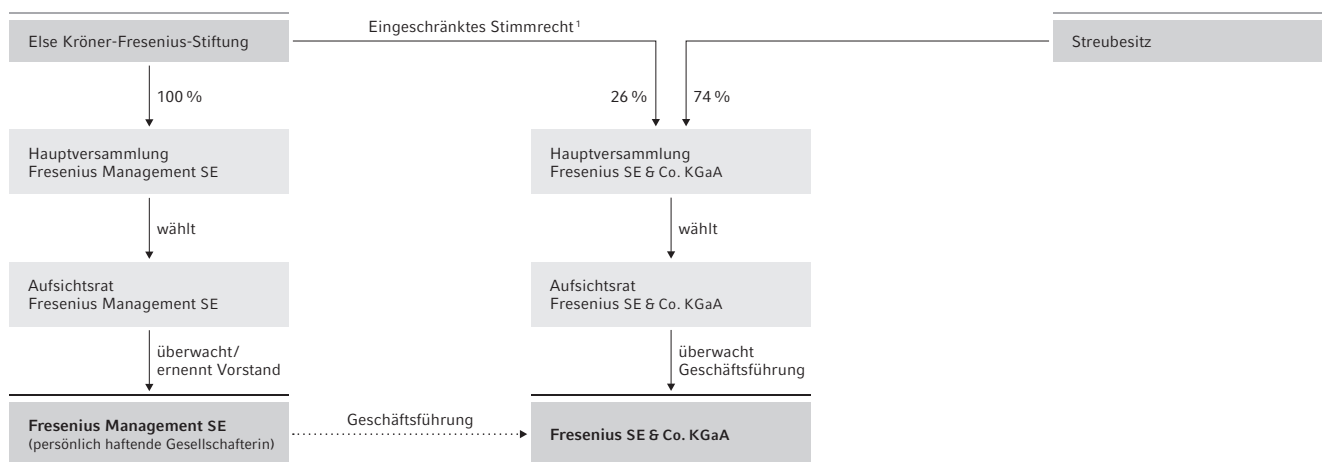 Else Kröner-Fresenius-Stiftung
Eingeschränktes Stimmrecht¹
Streubesitz
100 %
26 %
74 %
Hauptversammlung
Fresenius Management SE
Hauptversammlung
Fresenius SE & Co. KGaA
wählt
wählt
Aufsichtsrat
Fresenius Management SE
Aufsichtsrat
Fresenius SE & Co. KGaA
überwacht/
ernennt Vorstand
überwacht
Geschäftsführung
Fresenius Management SE
(persönlich haftende Gesellschafterin)
Geschäftsführung
Fresenius SE & Co. KGaA